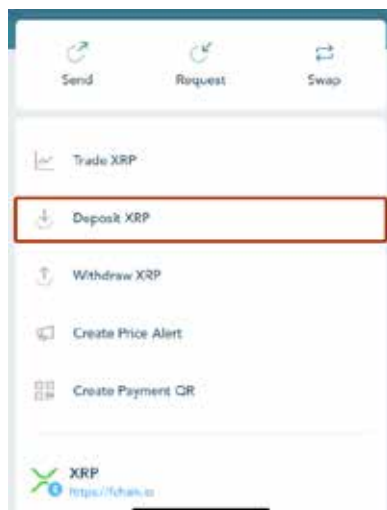 Send
Request
Swap
Trade XRP
Deposit XRP
Withdraw XRP
Create Price Alert
Create Payment QR
XRP